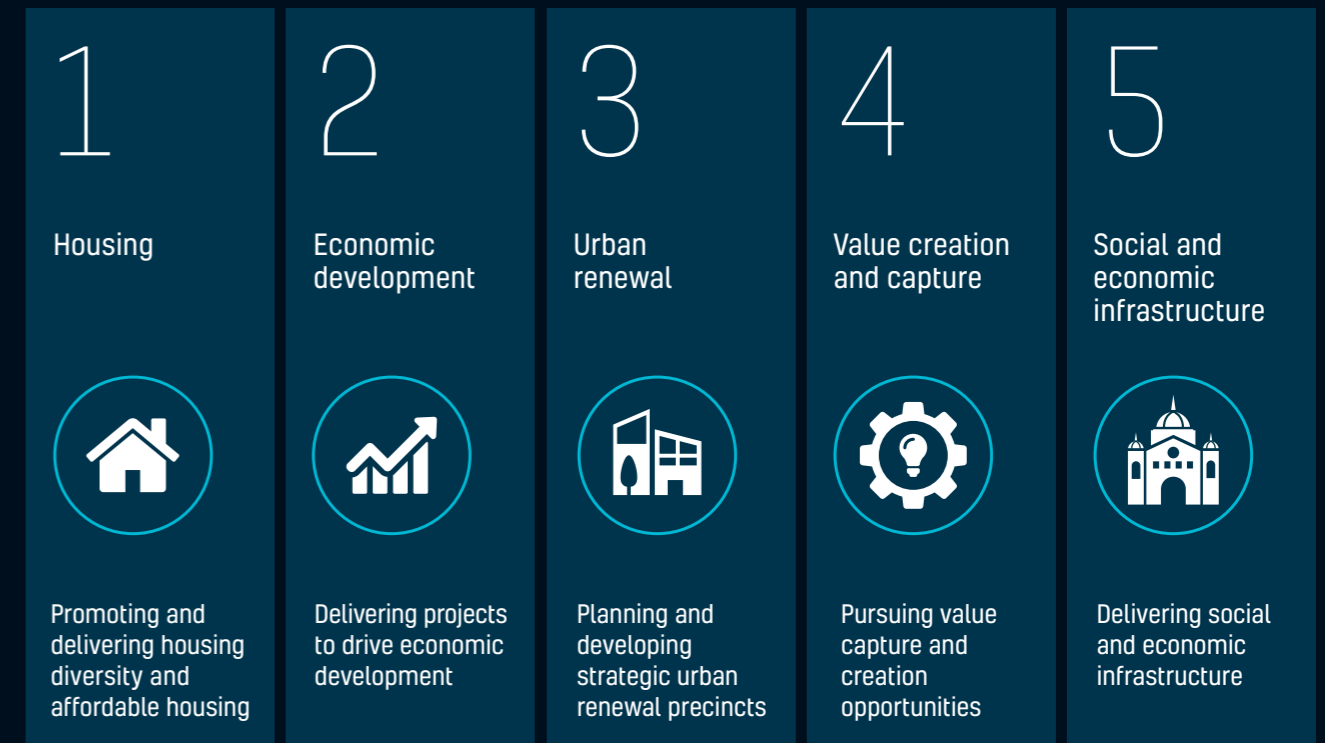 1
Housing
Promoting and
delivering housing
diversity and
affordable housing
2
Economic
development
Delivering projects
to drive economic
development
3
Urban
renewal
Planning and
developing
strategic urban
renewal precincts
4
Value creation
and capture
Pursuing value
capture and
creation
opportunities
5
Social and
economic
infrastructure
Delivering social
and economic
infrastructure